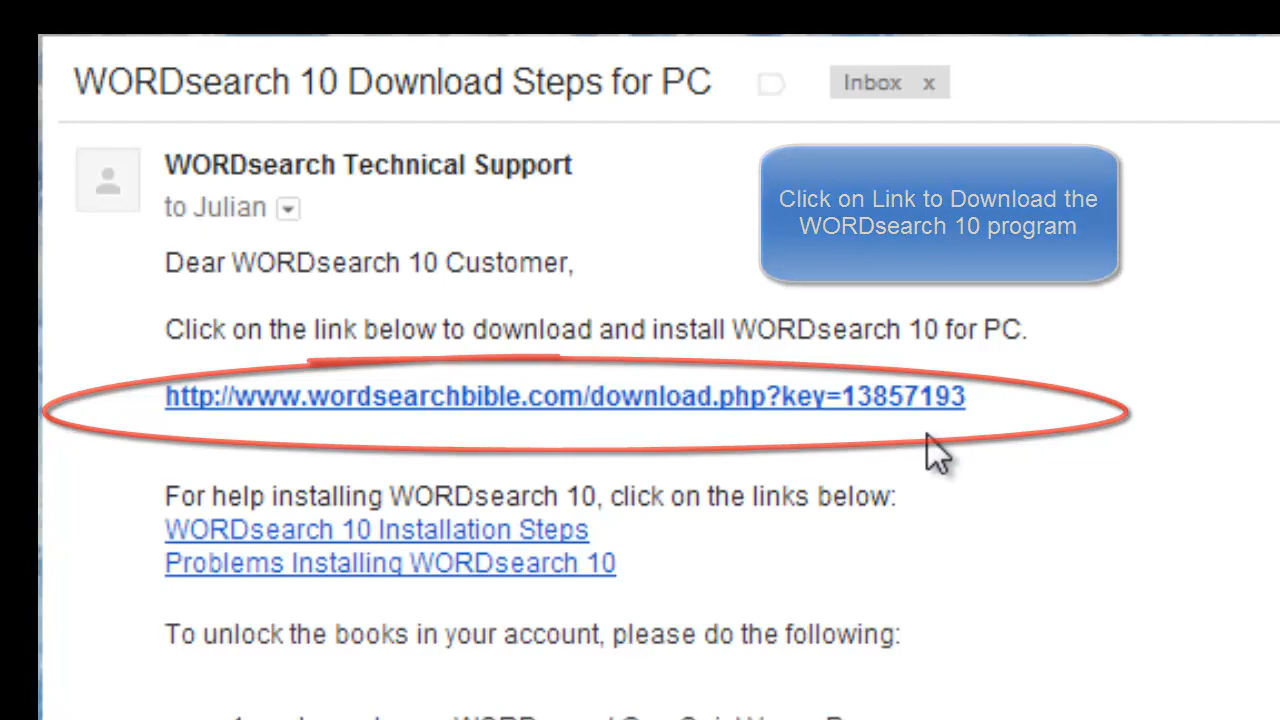 WORDsearch 10 Download Steps for PC
Inbox x
WORDsearch Technical Support
to Julian
Click on Link to Download the
WORDsearch 10 program
Dear WORDsearch 10 Customer,
Click on the link below to download and install WORDsearch 10 for PC.
http://www.wordsearchbible.com/download.php?key=13857193
For help installing WORDsearch 10, click on the links below:
WORDsearch 10 Installation Steps
Problems Installing WORDsearch 10
To unlock the books in your account, please do the following: